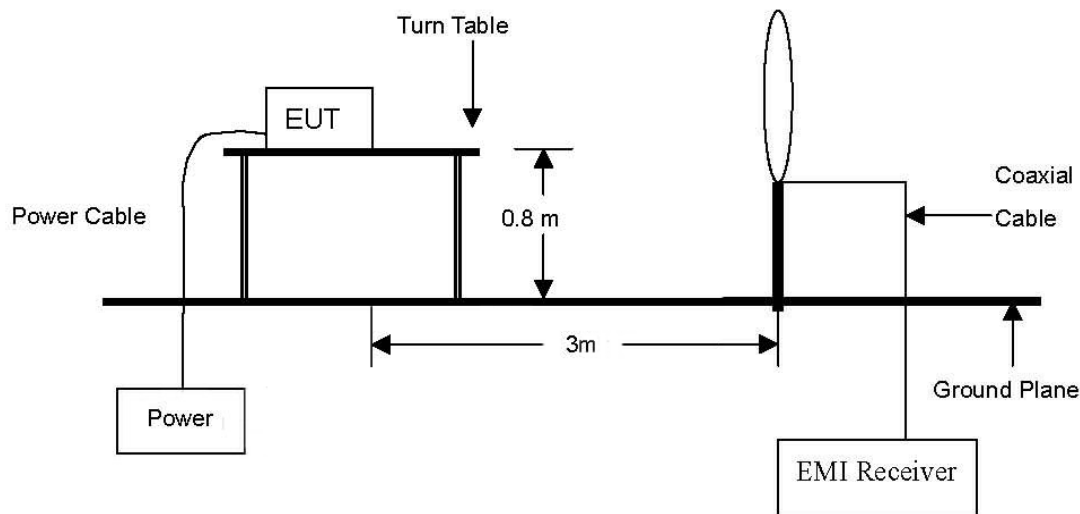 Turn Table
EUT
Power Cable
0.8 m
Coaxial
Cable
3m
Ground Plane
Power
EMI Receiver